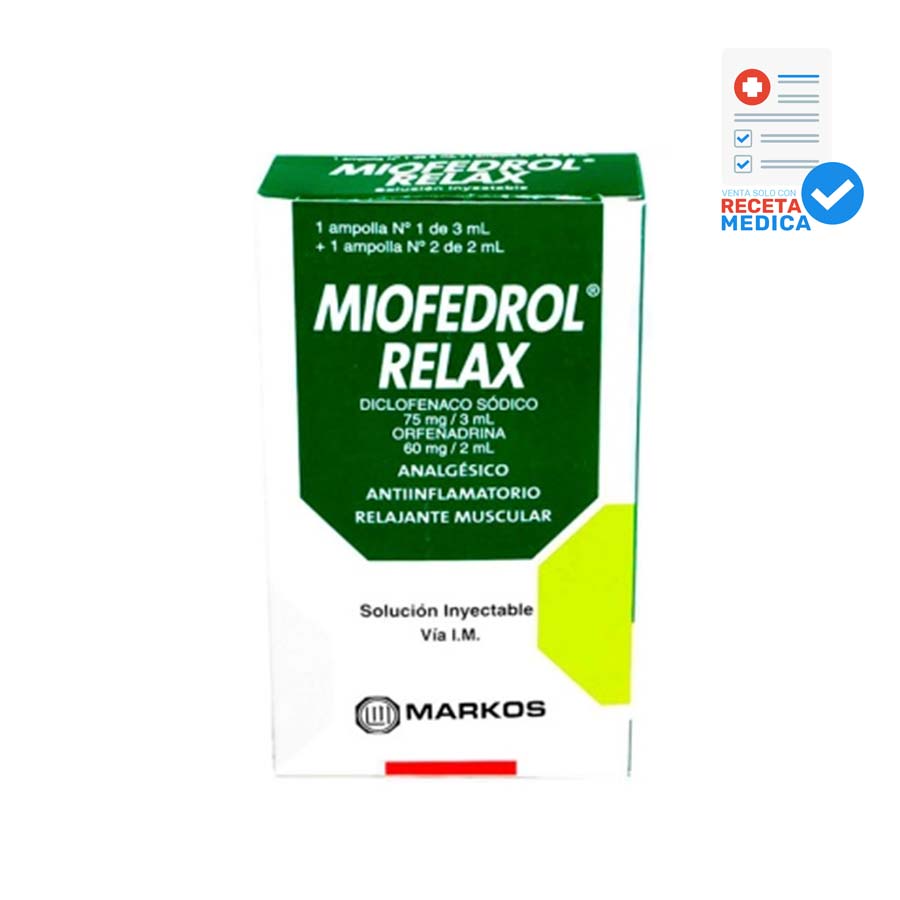 VENTA SOLO CON
RECETA
MEDICA
MIOFEDROL®
RELAX
Solución Inyectable
1 ampolla Nº 1 de 3 mL
+ 1 ampolla Nº 2 de 2 mL
MIOFEDROL®
RELAX
DICLOFENACO SÓDICO
75 mg / 3 mL
ORFENADRINA
60 mg / 2 mL
ANALGÉSICO
ANTIINFLAMATORIO
RELAJANTE MUSCULAR
Solución Inyectable
Vía I.M.
MARKOS